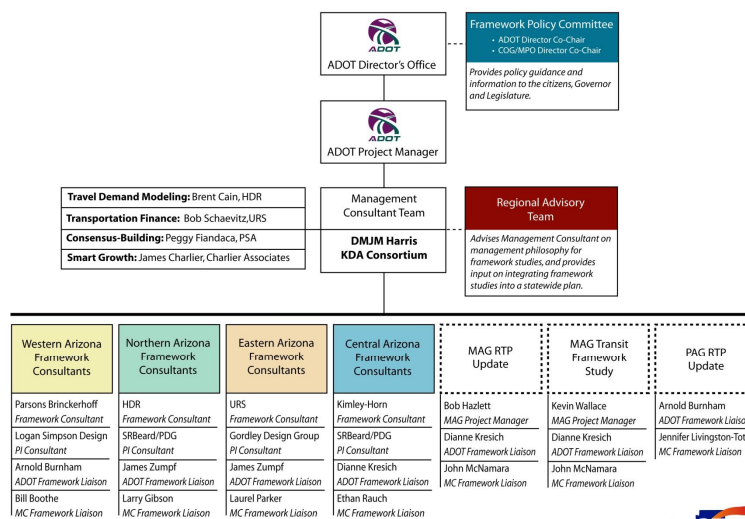 ADOT
ADOT Director's Office
Framework Policy Committee
• ADOT Director Co-Chair
• COG/MPO Director Co-Chair
Provides policy guidance and
information to the citizens, Governor
and Legislature.
ADOT
ADOT Project Manager
Travel Demand Modeling: Brent Cain, HDR
Transportation Finance: Bob Schaevitz,URS
Consensus-Building: Peggy Fiandaca, PSA
Smart Growth: James Charlier, Charlier Associates
Management
Consultant Team
DMJM Harris
KDA Consortium
Regional Advisory
Team
Advises Management Consultant on
management philosophy for
framework studies, and provides
input on integrating framework
studies into a statewide plan.
Western Arizona
Framework
Consultants
Parsons Brinckerhoff
Framework Consultant
Logan Simpson Design
PI Consultant
Arnold Burnham
ADOT Framework Liaison
Bill Boothe
MC Framework Liaison
Northern Arizona
Framework
Consultants
HDR
Framework Consultant
SRBeard/PDG
PI Consultant
James Zumpf
ADOT Framework Liaison
Larry Gibson
MC Framework Liaison
Eastern Arizona
Framework
Consultants
URS
Framework Consultant
Gordley Design Group
PI Consultant
James Zumpf
ADOT Framework Liaison
Laurel Parker
MC Framework Liaison
Central Arizona
Framework
Consultants
Kimley-Horn
Framework Consultant
SRBeard/PDG
PI Consultant
Dianne Kresich
ADOT Framework Liaison
Ethan Rauch
MC Framework Liaison
MAG RTP
Update
Bob Hazlett
MAG Project Manager
Dianne Kresich
ADOT Framework Liaison
John McNamara
MC Framework Liaison
MAG Transit
Framework
Study
Kevin Wallace
MAG Project Manager
Dianne Kresich
ADOT Framework Liaison
John McNamara
MC Framework Liaison
PAG RTP
Update
Arnold Burnham
ADOT Framework
Jennifer
MC Framework Liaison